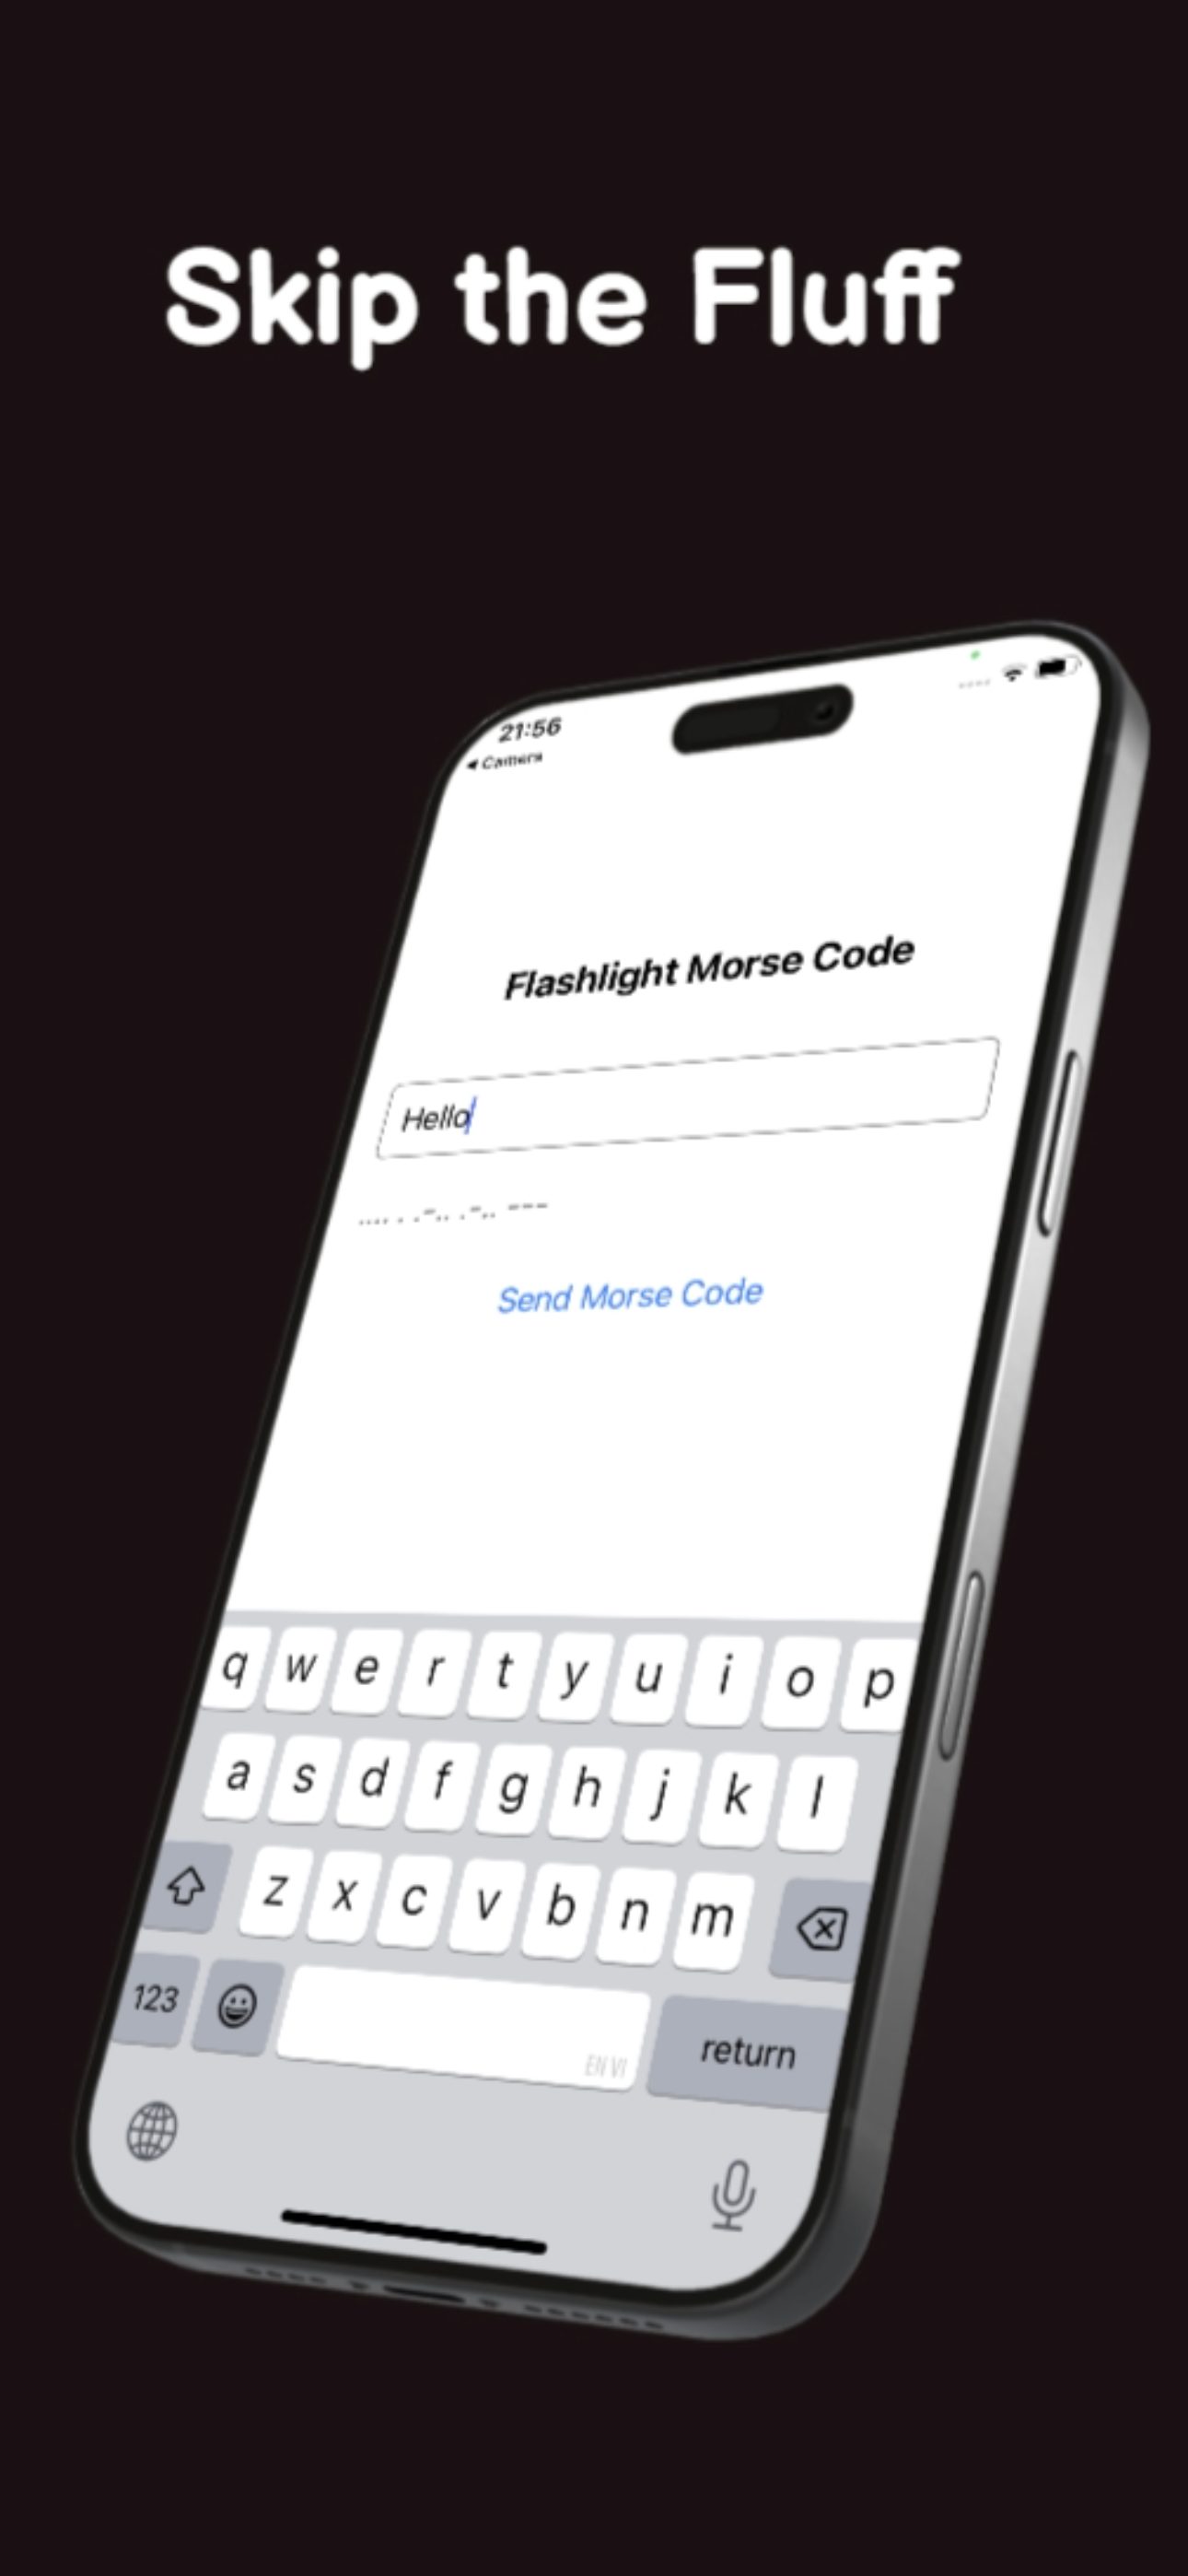 Skip the Fluff
21:56
◀ Camera
Flashlight Morse Code
Hello
.... . .-.. .-.. ---
Send Morse Code
q w e r t y u i o p
a s d f g h j k l
z x c v b n m
123
return
EN VI